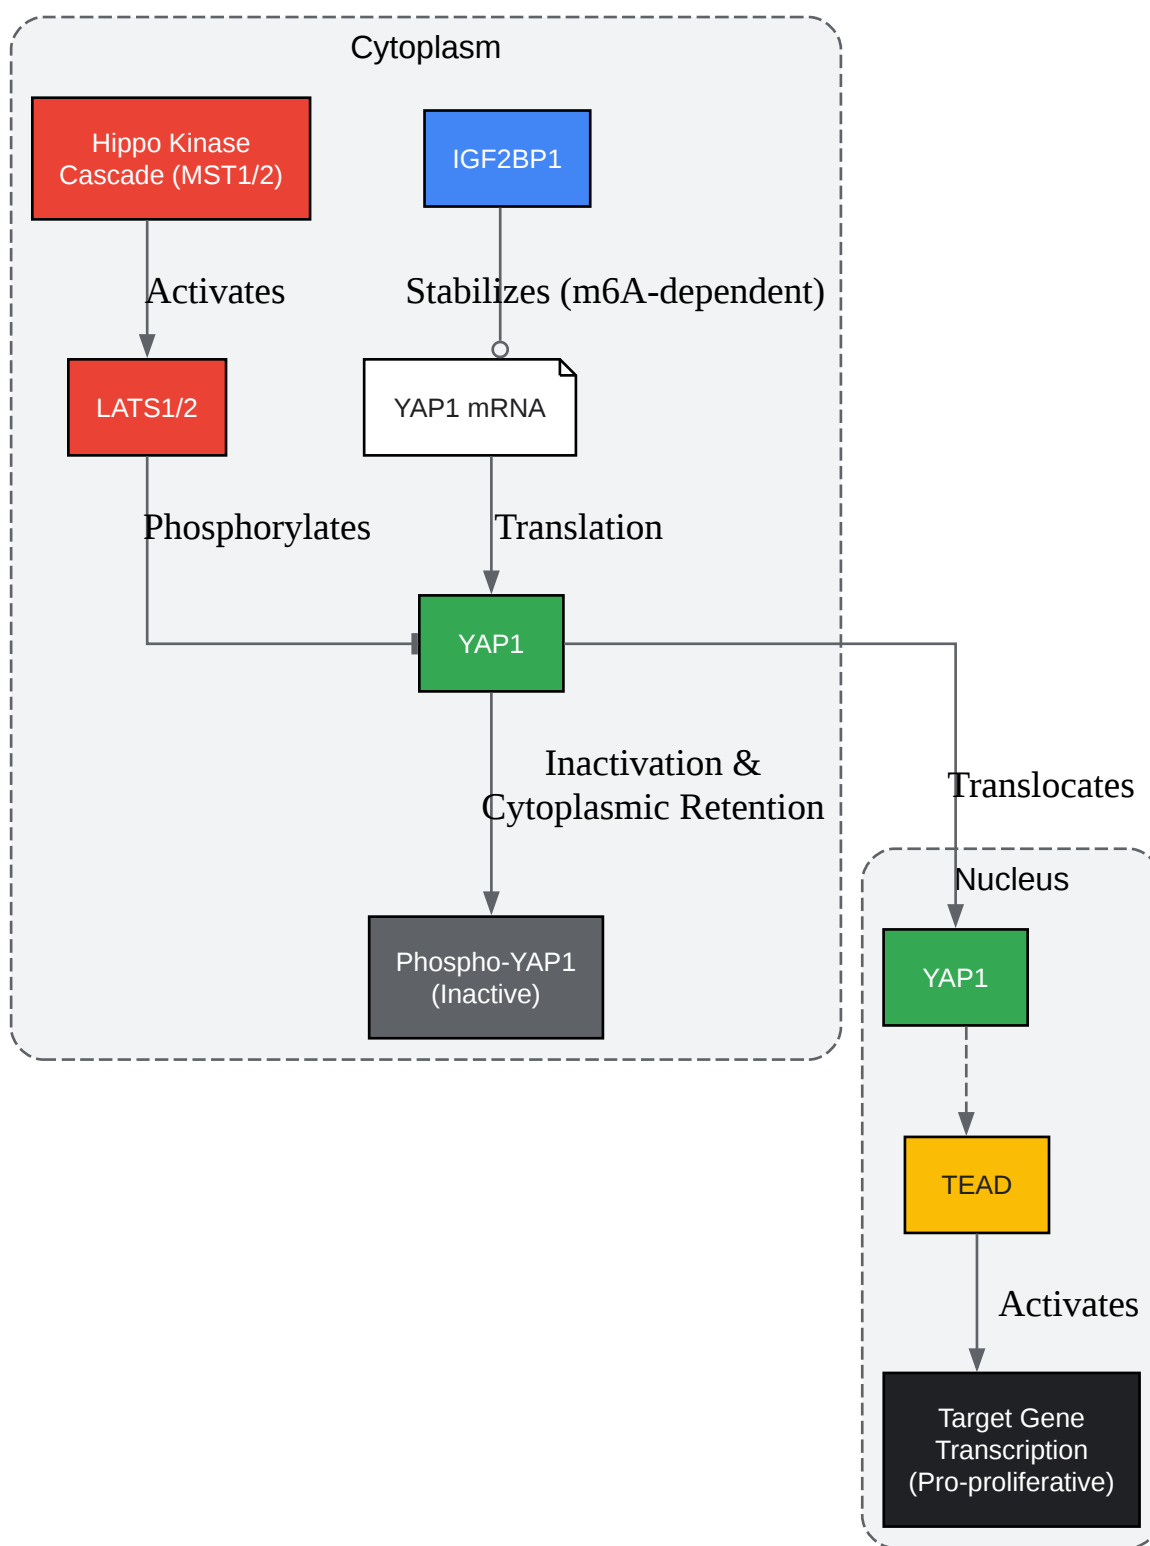 Cytoplasm
Hippo Kinase
Cascade (MST1/2)
IGF2BP1
Activates
Stabilizes (m6A-dependent)
LATS1/2
YAP1 mRNA
Phosphorylates
Translation
YAP1
Inactivation &
Cytoplasmic Retention
Translocates
Nucleus
Phospho-YAP1
(Inactive)
YAP1
TEAD
Activates
Target Gene
Transcription
(Pro-proliferative)